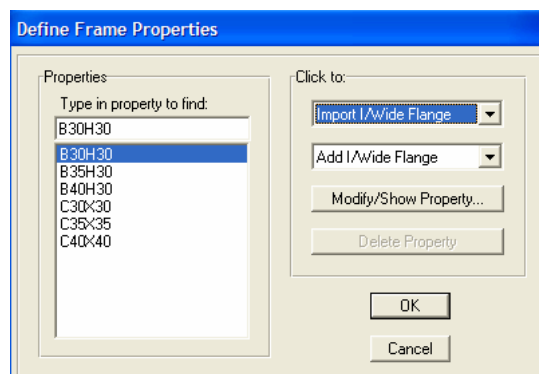 Define Frame Properties
Properties
Type in property to find:
B30H30
B30H30
B35H30
B40H30
C30X30
C35X35
C40X40
Click to:
Import I/Wide Flange
Add I/Wide Flange
Modify/Show Property...
Delete Property
OK
Cancel